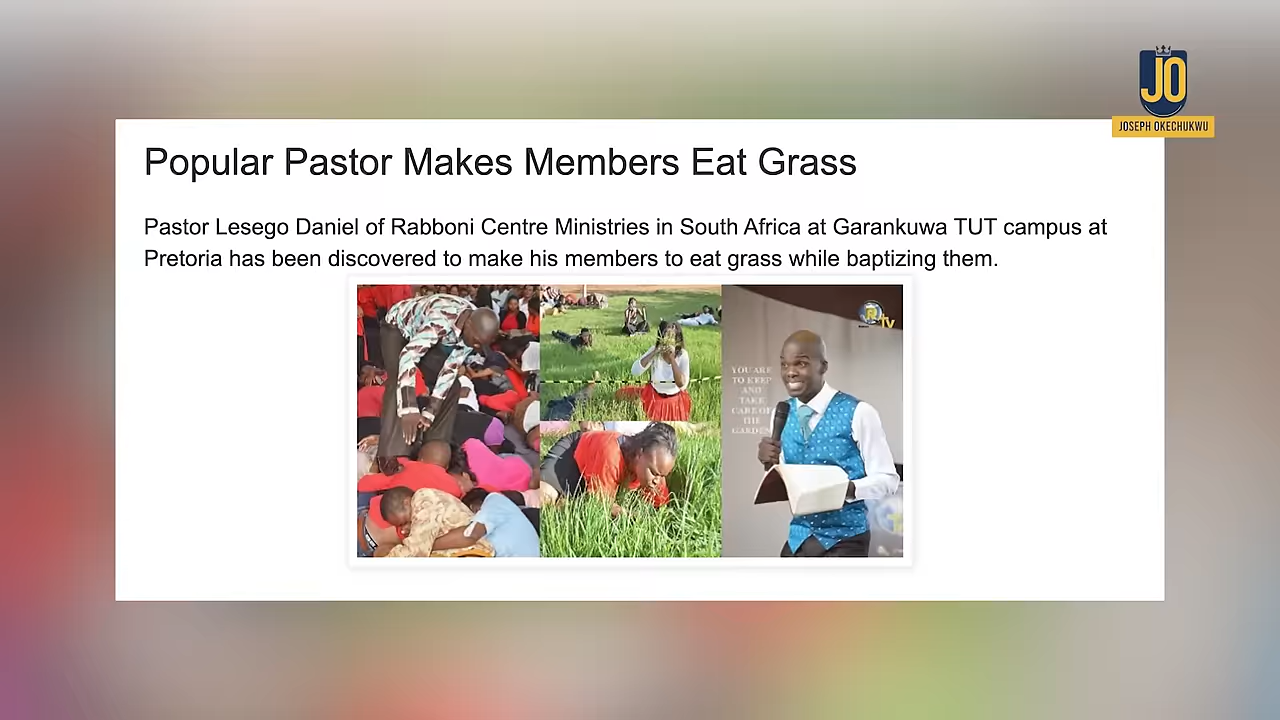 JO
JOSEPH OKECHUKWU
Popular Pastor Makes Members Eat Grass
Pastor Lesego Daniel of Rabboni Centre Ministries in South Africa at Garankuwa TUT campus at
Pretoria has been discovered to make his members to eat grass while baptizing them.
R
TV
YOU ARE
TO KEEP
AND
TAKE
CARE OF
THE
GARDEN